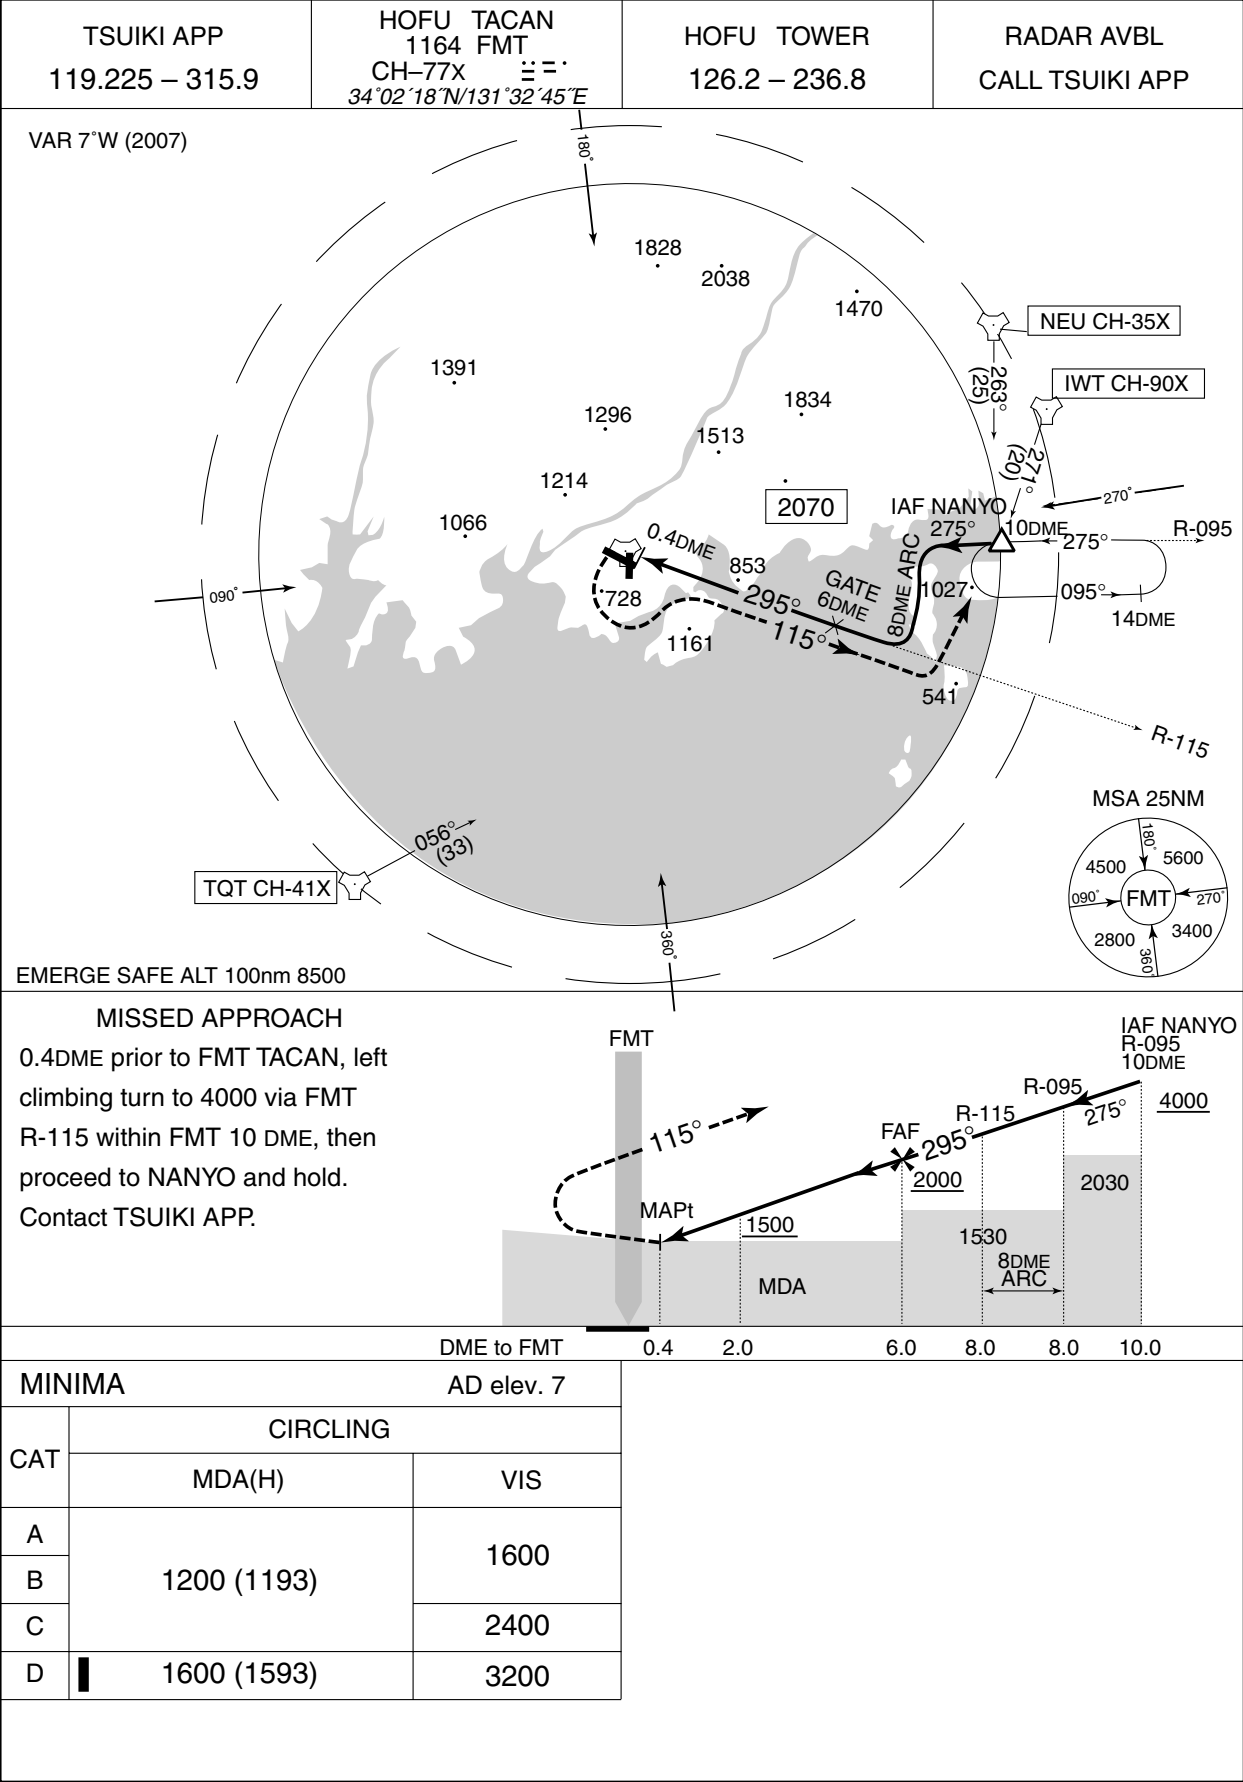 TSUIKI APP
119.225 – 315.9
HOFU TACAN
1164 FMT
CH–77X
34°02´18˝N/131°32´45˝E
HOFU TOWER
126.2 – 236.8
RADAR AVBL
CALL TSUIKI APP
VAR 7°W (2007)
180°
1828
2038
1470
NEU CH-35X
1391
263°
(25)
IWT CH-90X
1834
1296
1513
271°
(20)
1214
2070
270°
IAF NANYO
1066
0.4DME
275°
10DME
275°
R-095
853
GATE
6DME
8DME ARC
090°
728
295°
1027
095°
14DME
115°
1161
541
R-115
MSA 25NM
056°
(33)
180°
4500
5600
TQT CH-41X
090°
FMT
270°
2800
3400
360°
360°
EMERGE SAFE ALT 100nm 8500
MISSED APPROACH
0.4DME prior to FMT TACAN, left
climbing turn to 4000 via FMT
R-115 within FMT 10 DME, then
proceed to NANYO and hold.
Contact TSUIKI APP.
FMT
IAF NANYO
R-095
10DME
R-095
4000
275°
R-115
FAF
295°
115°
2000
2030
MAPt
1500
1530
8DME
ARC
MDA
DME to FMT 0.4 2.0 6.0 8.0 8.0 10.0
MINIMA AD elev. 7
CAT
CIRCLING
MDA(H) VIS
A
1600
B
1200 (1193)
C
2400
D 1600 (1593) 3200